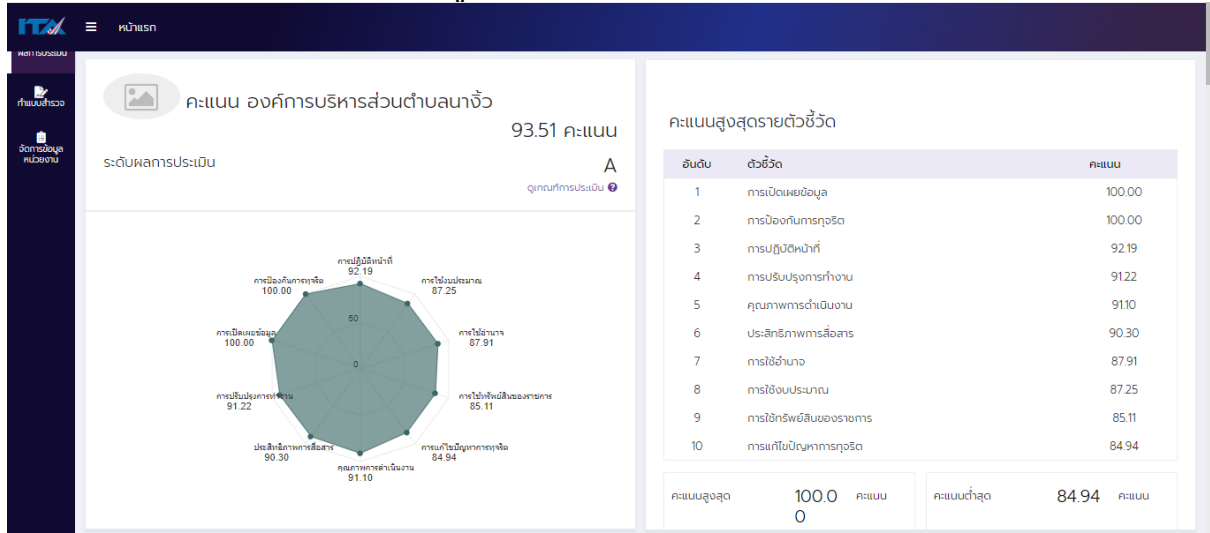 ITA
หน้าแรก
ผลการประเมิน
ทำแบบสำรวจ
จัดการข้อมูล
หน่วยงาน
คะแนน องค์การบริหารส่วนตำบลนางิ้ว
93.51 คะแนน
ระดับผลการประเมิน
A
ดูเกณฑ์การประเมิน
การปฏิบัติหน้าที่
92.19
การใช้งบประมาณ
87.25
การใช้อำนาจ
87.91
การใช้ทรัพย์สินของราชการ
85.11
การแก้ไขปัญหาการทุจริต
84.94
คุณภาพการดำเนินงาน
91.10
ประสิทธิภาพการสื่อสาร
90.30
การปรับปรุงการทำงาน
91.22
การเปิดเผยข้อมูล
100.00
การป้องกันการทุจริต
100.00
50
0
คะแนนสูงสุดรายตัวชี้วัด
อันดับ ตัวชี้วัด คะแนน
1 การเปิดเผยข้อมูล 100.00
2 การป้องกันการทุจริต 100.00
3 การปฏิบัติหน้าที่ 92.19
4 การปรับปรุงการทำงาน 91.22
5 คุณภาพการดำเนินงาน 91.10
6 ประสิทธิภาพการสื่อสาร 90.30
7 การใช้อำนาจ 87.91
8 การใช้งบประมาณ 87.25
9 การใช้ทรัพย์สินของราชการ 85.11
10 การแก้ไขปัญหาการทุจริต 84.94
คะแนนสูงสุด 100.0 คะแนน
0
คะแนนต่ำสุด 84.94 คะแนน